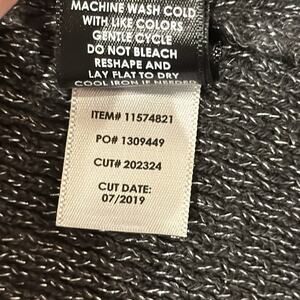 MACHINE WASH COLD
WITH LIKE COLORS
GENTLE CYCLE
DO NOT BLEACH
RESHAPE AND
LAY FLAT TO DRY
COOL IRON IF NEEDED
ITEM# 11574821
PO# 1309449
CUT# 202324
CUT DATE:
07/2019